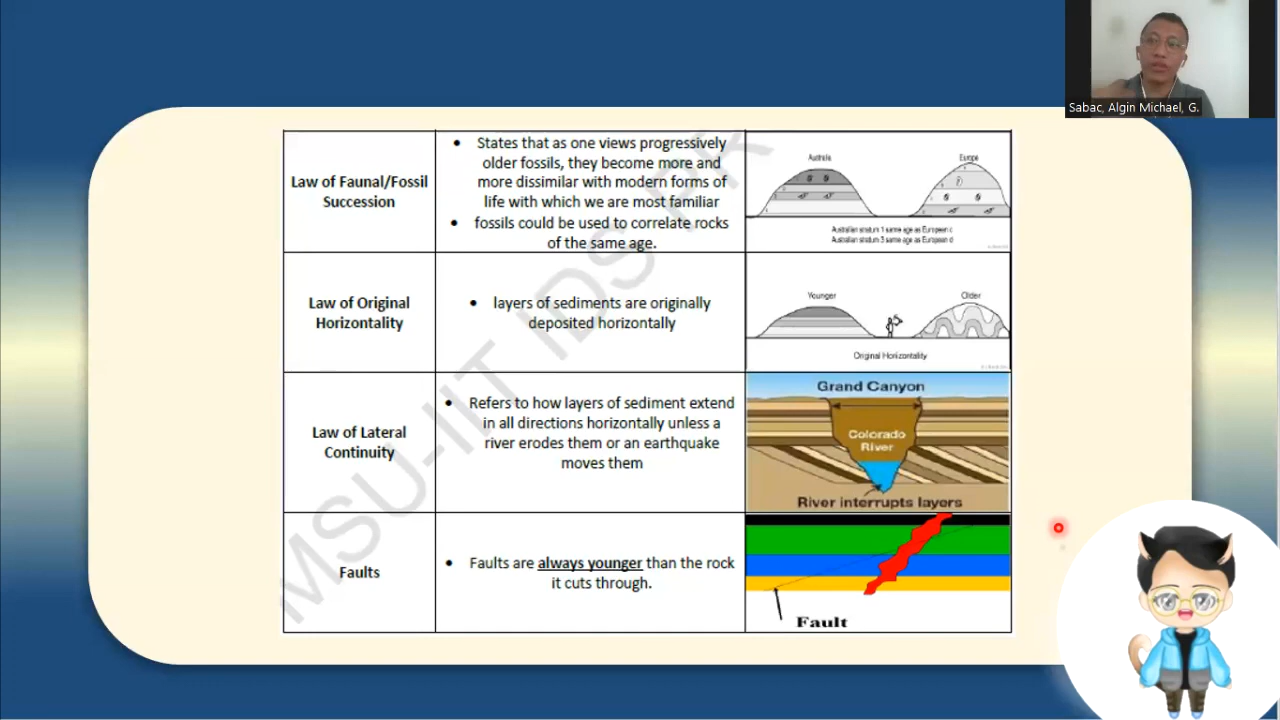 Sabac, Algin Michael, G.
Law of Faunal/Fossil
Succession
• States that as one views progressively
older fossils, they become more and
more dissimilar with modern forms of
life with which we are most familiar
• fossils could be used to correlate rocks
of the same age.
Australia
Europe
Australian stratum 1 same age as European c
Australian stratum 3 same age as European d
Law of Original
Horizontality
• layers of sediments are originally
deposited horizontally
Younger
Older
Original Horizontality
Law of Lateral
Continuity
• Refers to how layers of sediment extend
in all directions horizontally unless a
river erodes them or an earthquake
moves them
Grand Canyon
Colorado
River
River interrupts layers
Faults
• Faults are always younger than the rock
it cuts through.
Fault
MSU-IIT IDS PR